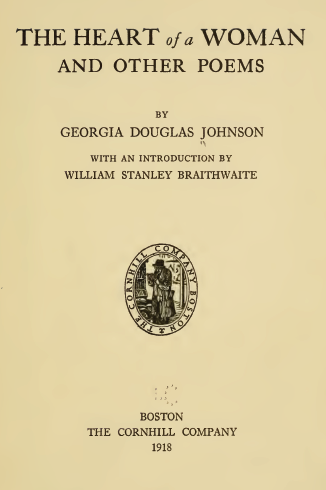 THE HEART of a WOMAN
AND OTHER POEMS
BY
GEORGIA DOUGLAS JOHNSON
WITH AN INTRODUCTION BY
WILLIAM STANLEY BRAITHWAITE
THE CORNHILL COMPANY BOSTON
BOSTON
THE CORNHILL COMPANY
1918